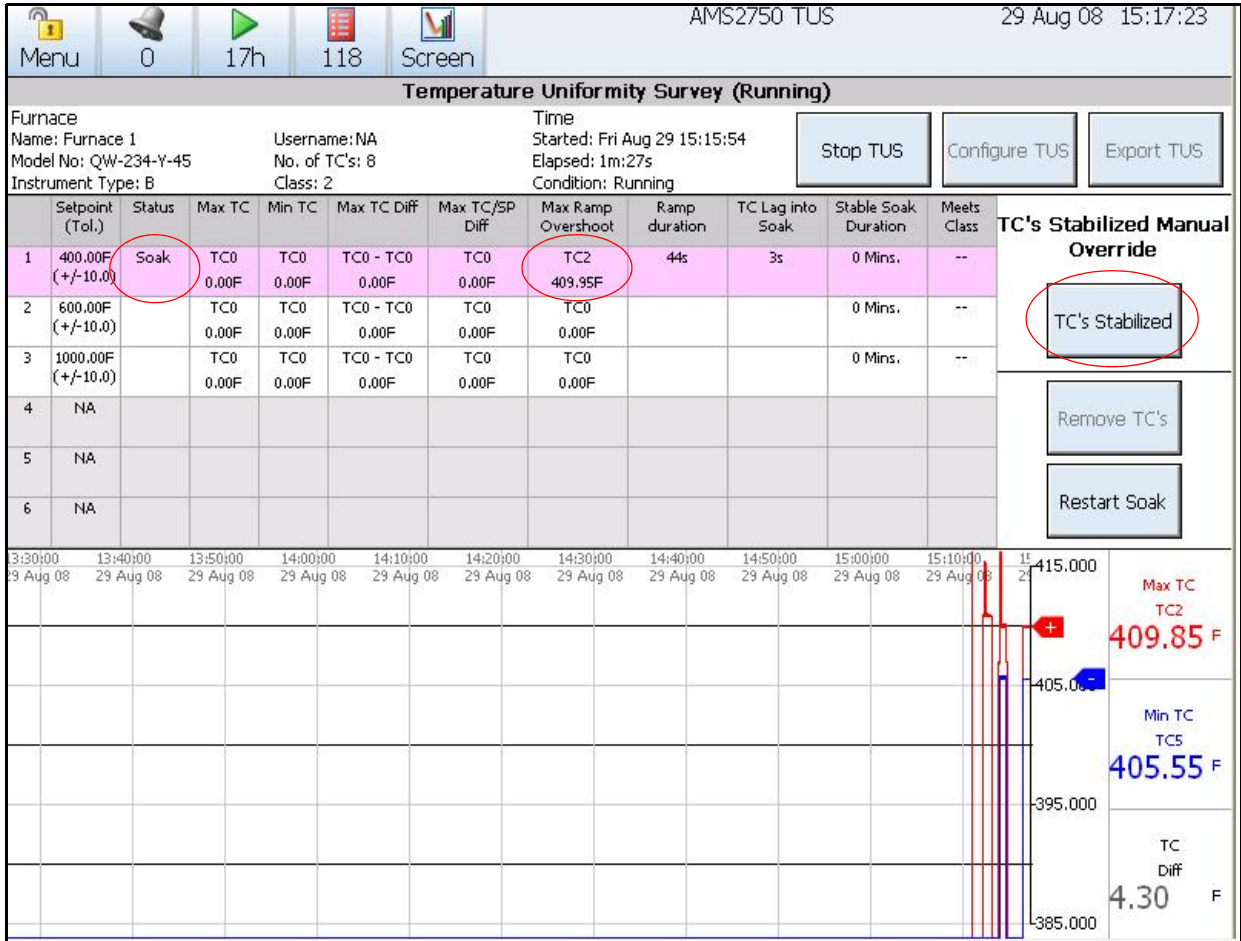 AMS2750 TUS
29 Aug 08 15:17:23
Menu
0
17h
118
Screen
Temperature Uniformity Survey (Running)
Furnace
Name: Furnace 1
Model No: QW-234-Y-45
Instrument Type: B
Username:NA
No. of TC's: 8
Class: 2
Time
Started: Fri Aug 29 15:15:54
Elapsed: 1m:27s
Condition: Running
Stop TUS
Configure TUS
Export TUS
Setpoint (Tol.) Status Max TC Min TC Max TC Diff Max TC/SP Diff Max Ramp Overshoot Ramp duration TC Lag into Soak Stable Soak Duration Meets Class
1 400.00F Soak TC0 TC0 TC0 - TC0 TC0 TC2 44s 3s 0 Mins. --
(+/-10.0) 0.00F 0.00F 0.00F 0.00F 409.95F
2 600.00F TC0 TC0 TC0 - TC0 TC0 TC0 0 Mins. --
(+/-10.0) 0.00F 0.00F 0.00F 0.00F 0.00F
3 1000.00F TC0 TC0 TC0 - TC0 TC0 TC0 0 Mins. --
(+/-10.0) 0.00F 0.00F 0.00F 0.00F 0.00F
4 NA
5 NA
6 NA
TC's Stabilized Manual
Override
TC's Stabilized
Remove TC's
Restart Soak
13:30:00 13:40:00 13:50:00 14:00:00 14:10:00 14:20:00 14:30:00 14:40:00 14:50:00 15:00:00 15:10:00
29 Aug 08 29 Aug 08 29 Aug 08 29 Aug 08 29 Aug 08 29 Aug 08 29 Aug 08 29 Aug 08 29 Aug 08 29 Aug 08 29 Aug 08
415.000
+
405.0
-
395.000
385.000
Max TC
TC2
409.85 F
Min TC
TC5
405.55 F
TC
Diff
4.30 F